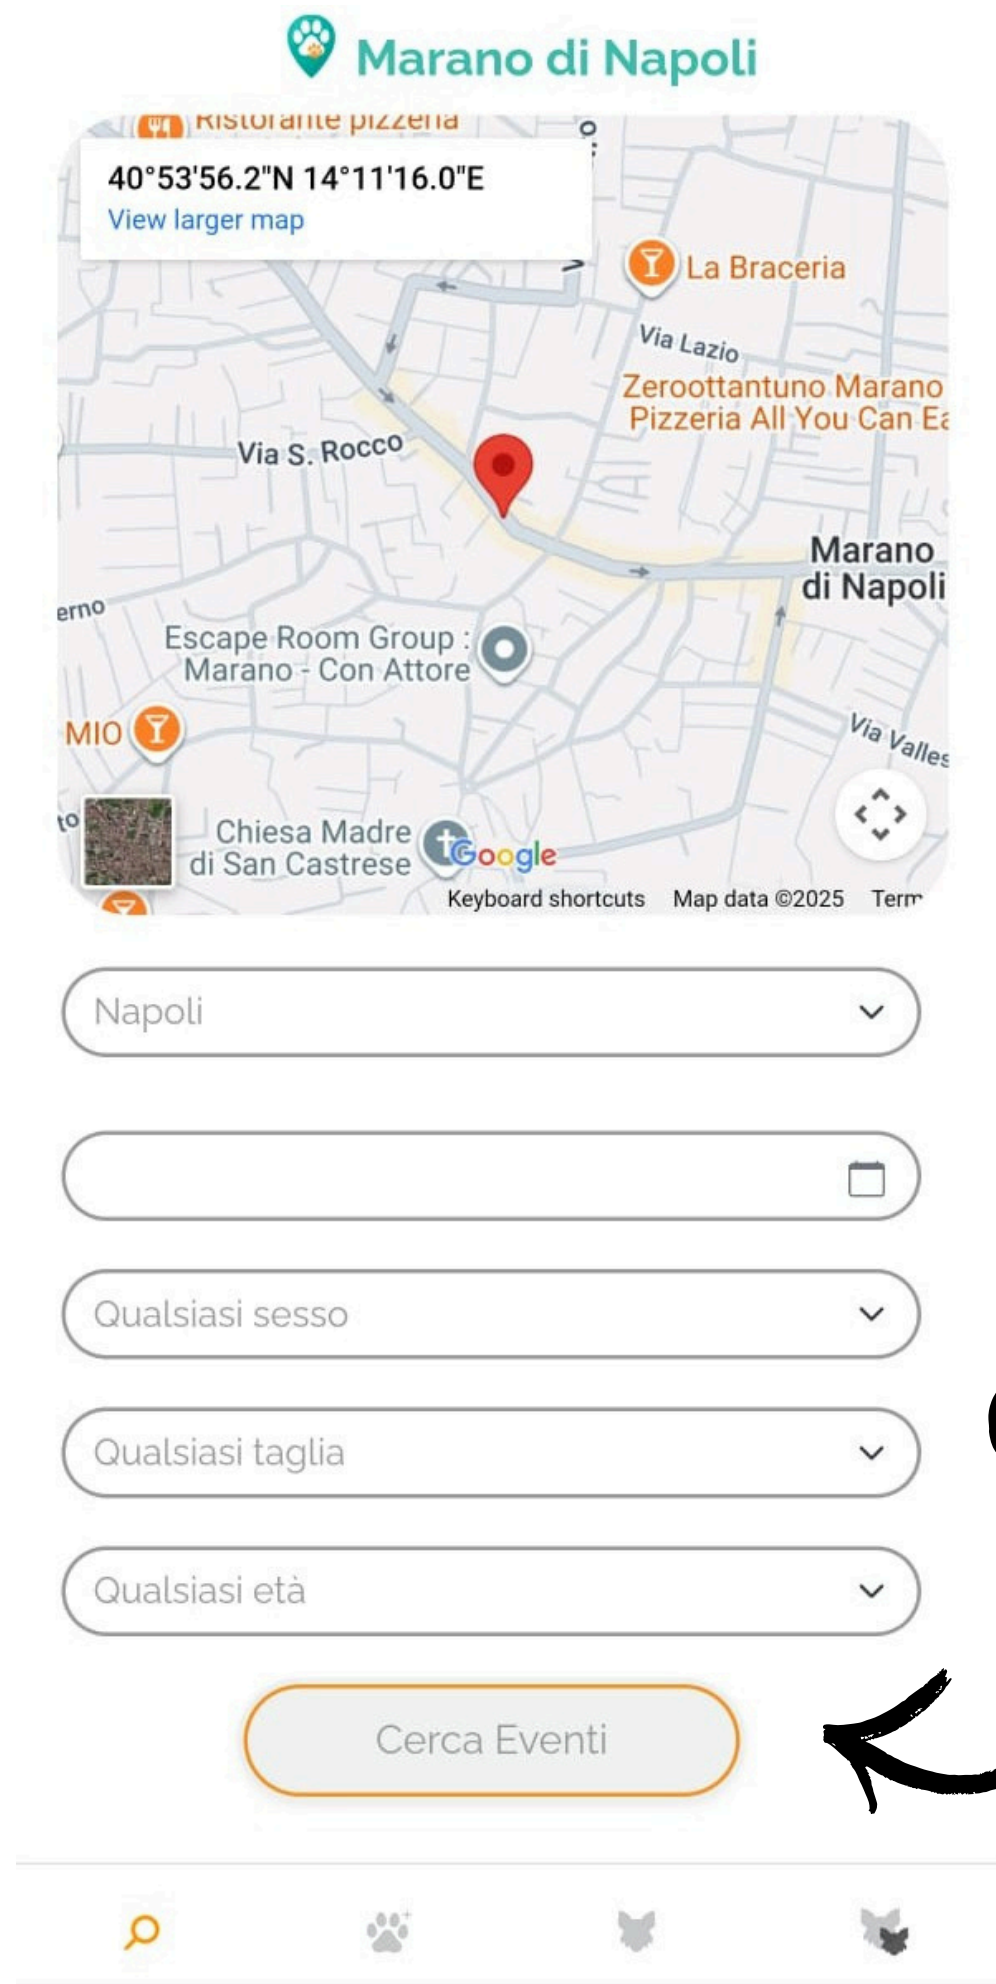 Marano di Napoli
Ristorante pizzeria
40°53'56.2"N 14°11'16.0"E
View larger map
La Braceria
Via Lazio
Zeroottantuno Marano
Pizzeria All You Can Ea
Via S. Rocco
Marano
di Napoli
erno
Escape Room Group :
Marano - Con Attore
MIO
Via Valles
to
Chiesa Madre
di San Castrese
Google
Keyboard shortcuts Map data ©2025 Term
Napoli
Qualsiasi sesso
Qualsiasi taglia
Qualsiasi età
Cerca Eventi